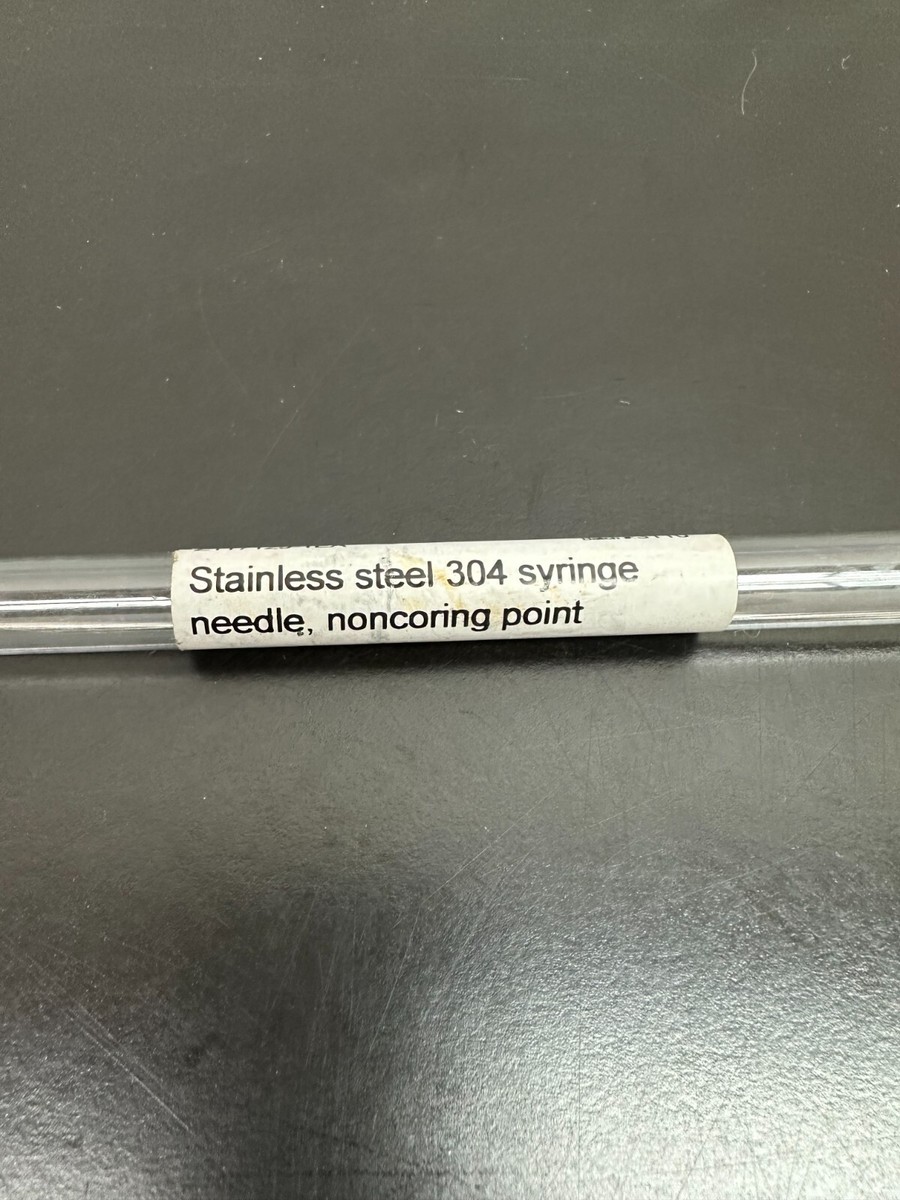 Stainless steel 304 syringe
needle, noncoring point